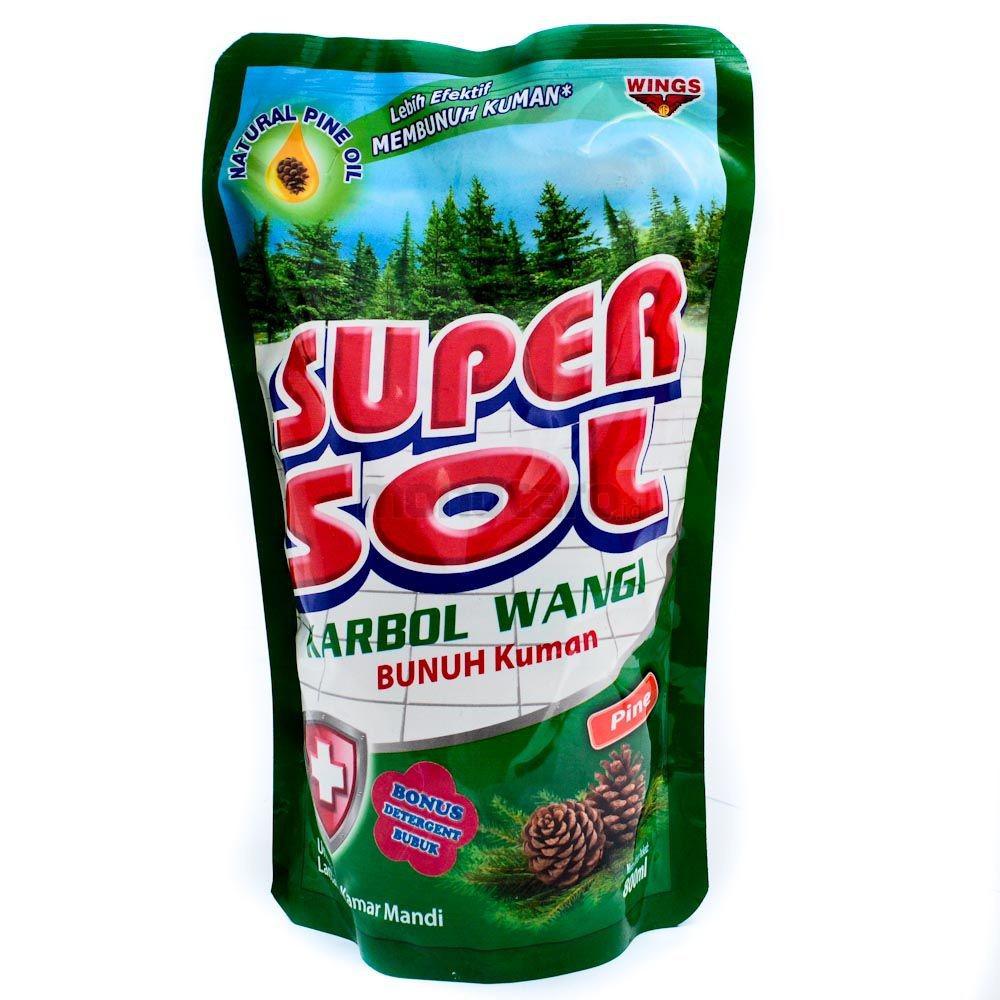 NATURAL PINE OIL
Lebih Efektif
MEMBUNUH KUMAN*
WINGS
SUPER
SOL
KARBOL WANGI
BUNUH Kuman
Pine
BONUS
DETERGENT
BUBUK
Kamar Mandi
800ml